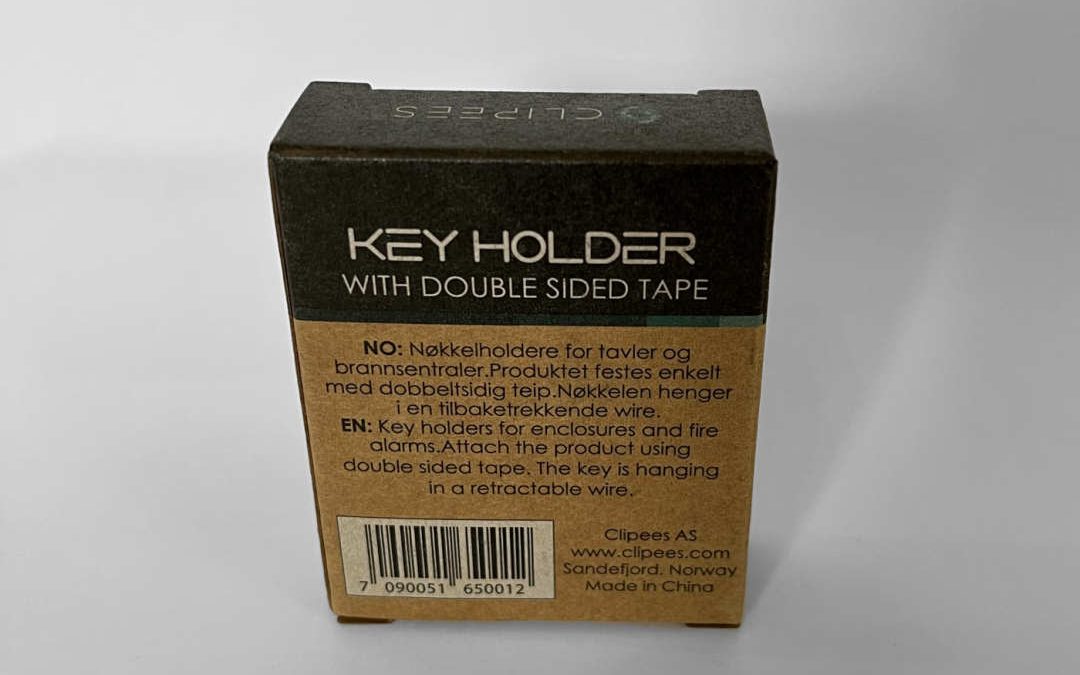 CLIPEES
KEY HOLDER
WITH DOUBLE SIDED TAPE
NO: Nøkkelholdere for tavler og
brannsentraler.Produktet festes enkelt
med dobbeltsidig teip.Nøkkelen henger
i en tilbaketrekkende wire.
EN: Key holders for enclosures and fire
alarms.Attach the product using
double sided tape. The key is hanging
in a retractable wire.
7 090051 650012
Clipees AS
www.clipees.com
Sandefjord. Norway
Made in China